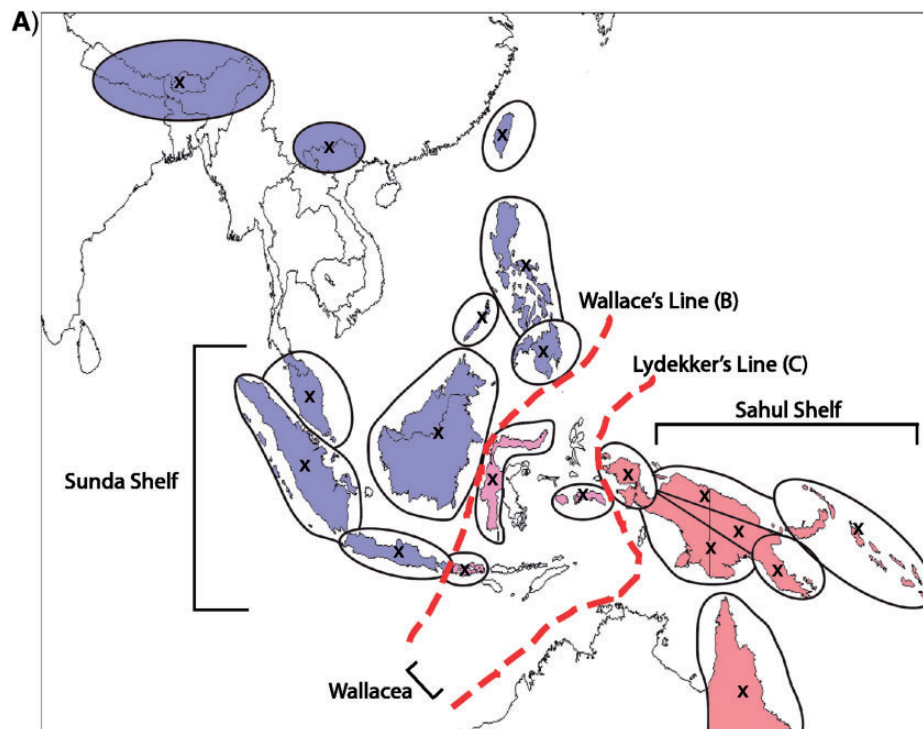 A)
X
X
X
X
Wallace's Line (B)
X
Lydekker's Line (C)
X
Sahul Shelf
X
X
X
Sunda Shelf
X
X
X
X
X
X
X
X
X
X
X
Wallacea
X